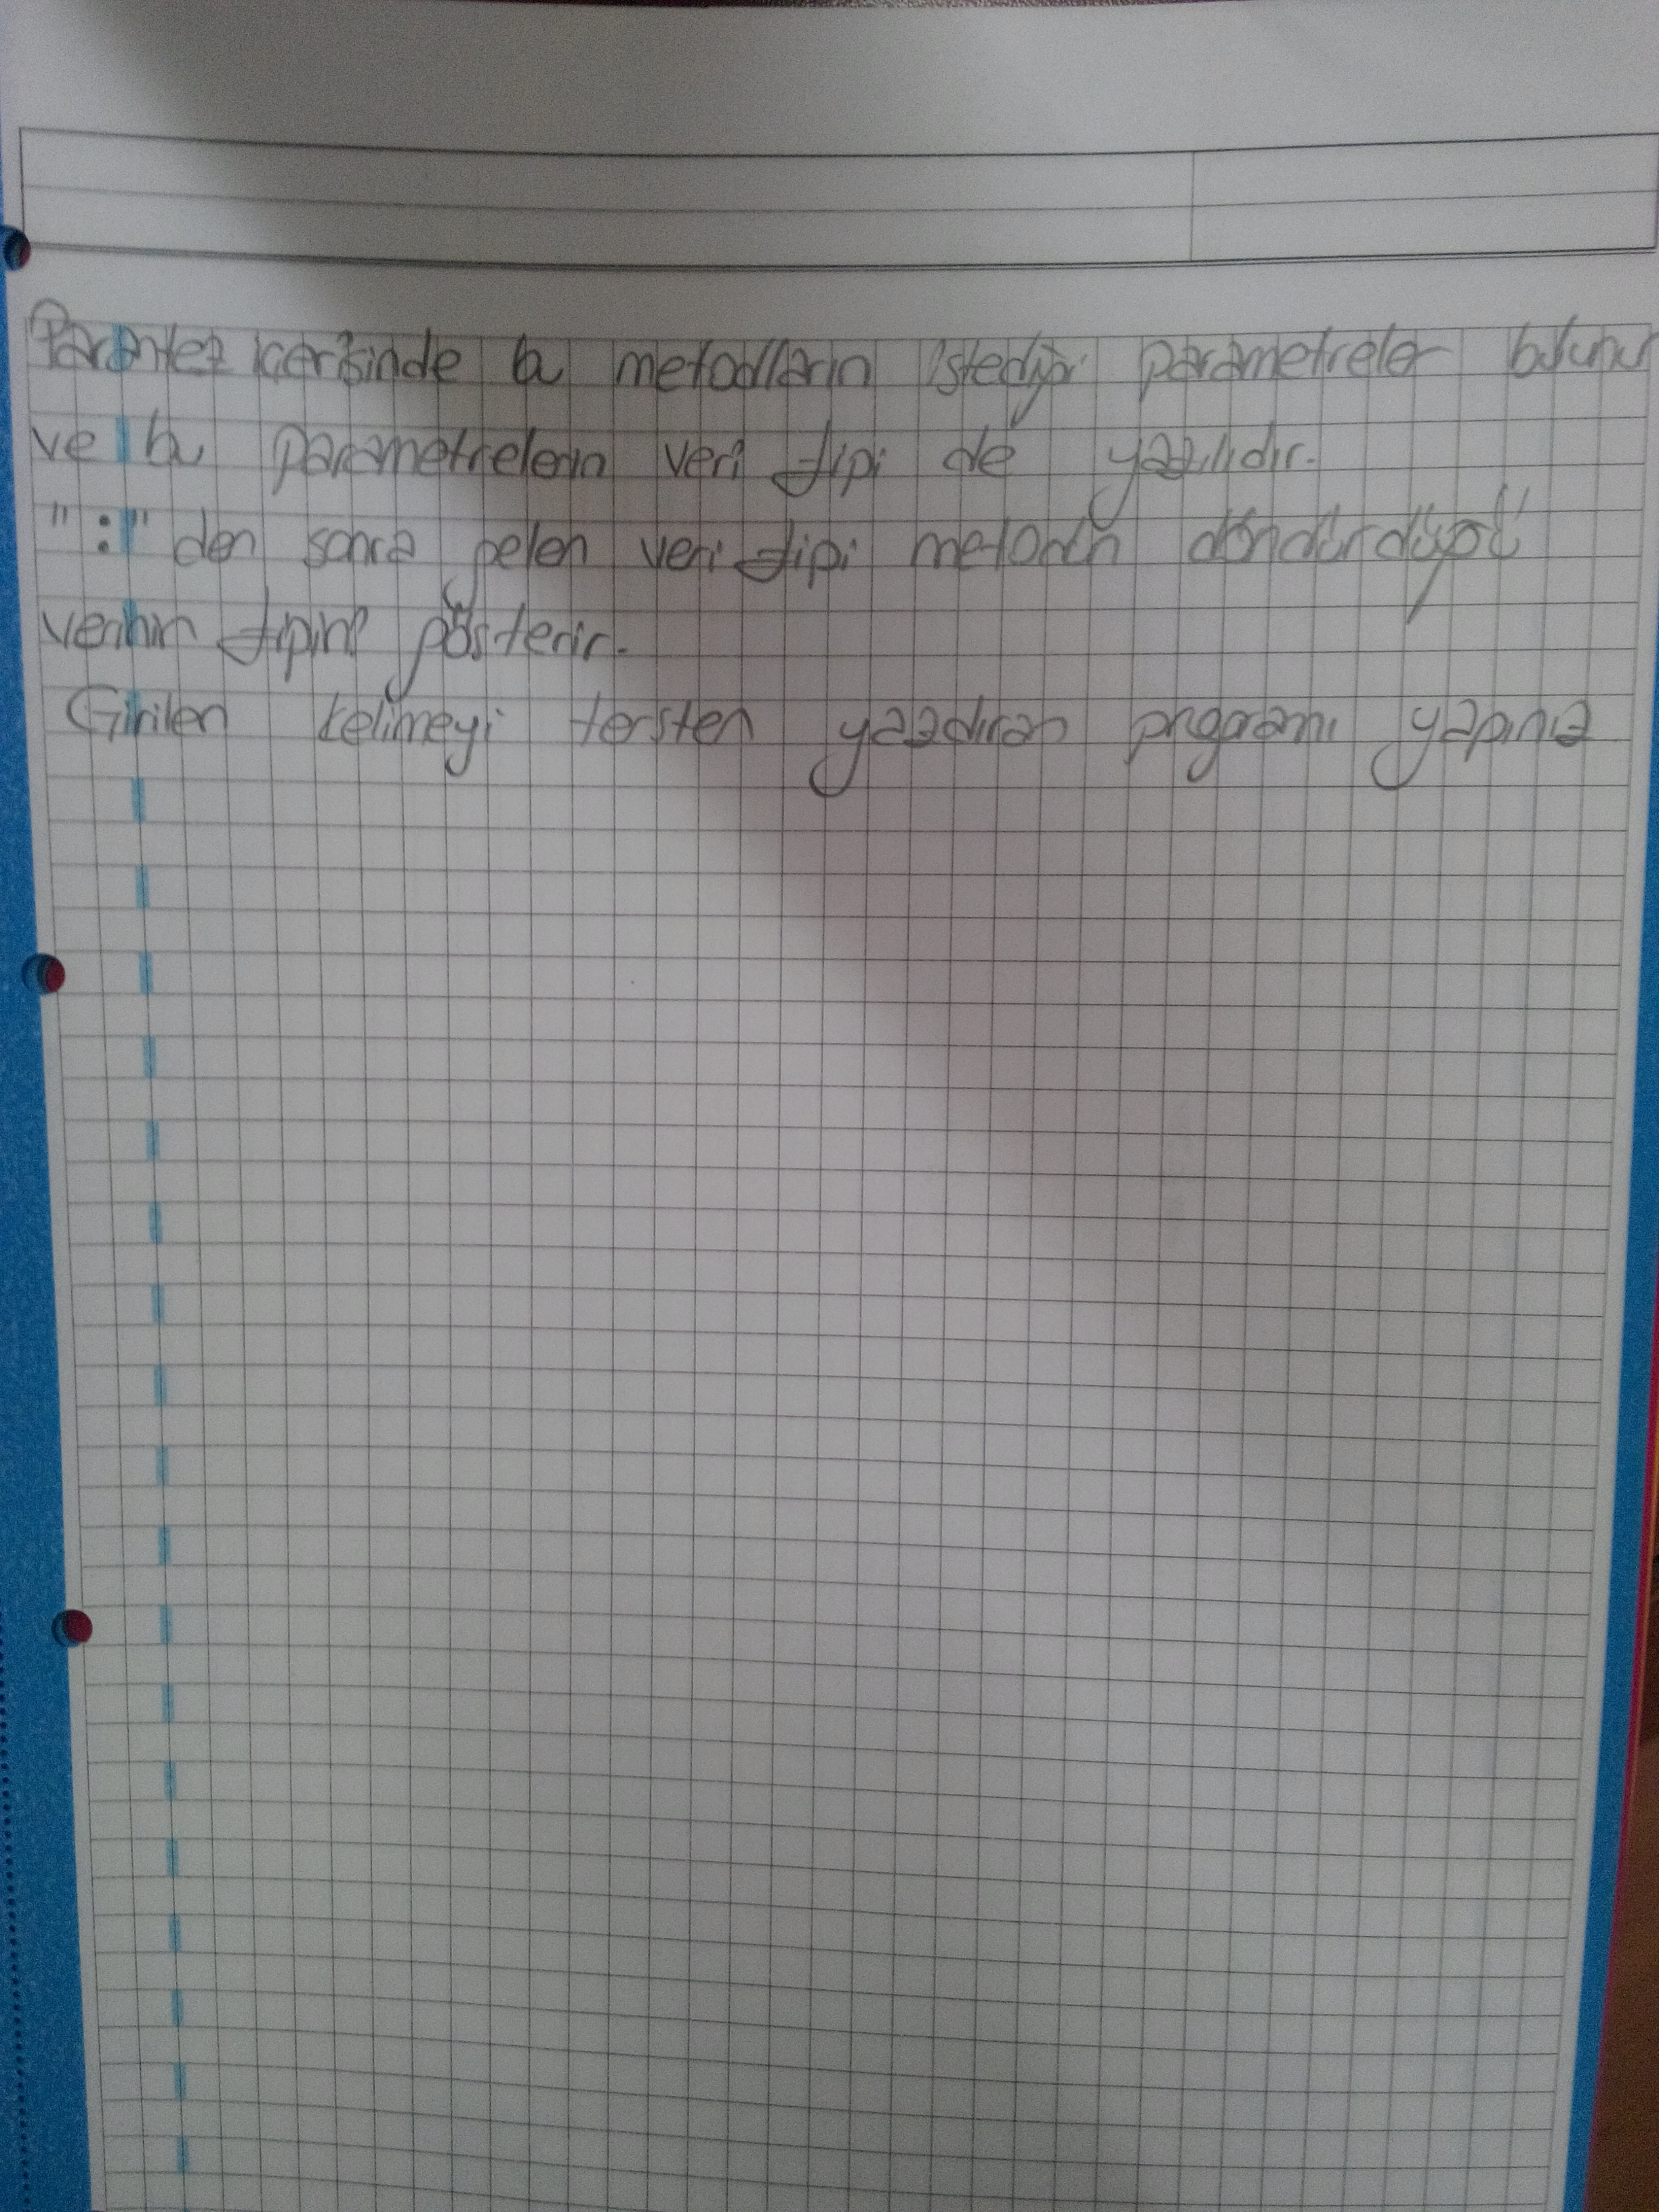 Parantez içerisinde bu metodların istediği parametreler bulunur
ve bu parametrelerin veri tipi de yazılıdır.
":" den sonra gelen veri tipi metodun döndürdüğü
verinin tipini gösterir.
Girilen kelimeyi tersten yazdıran programı yapınız